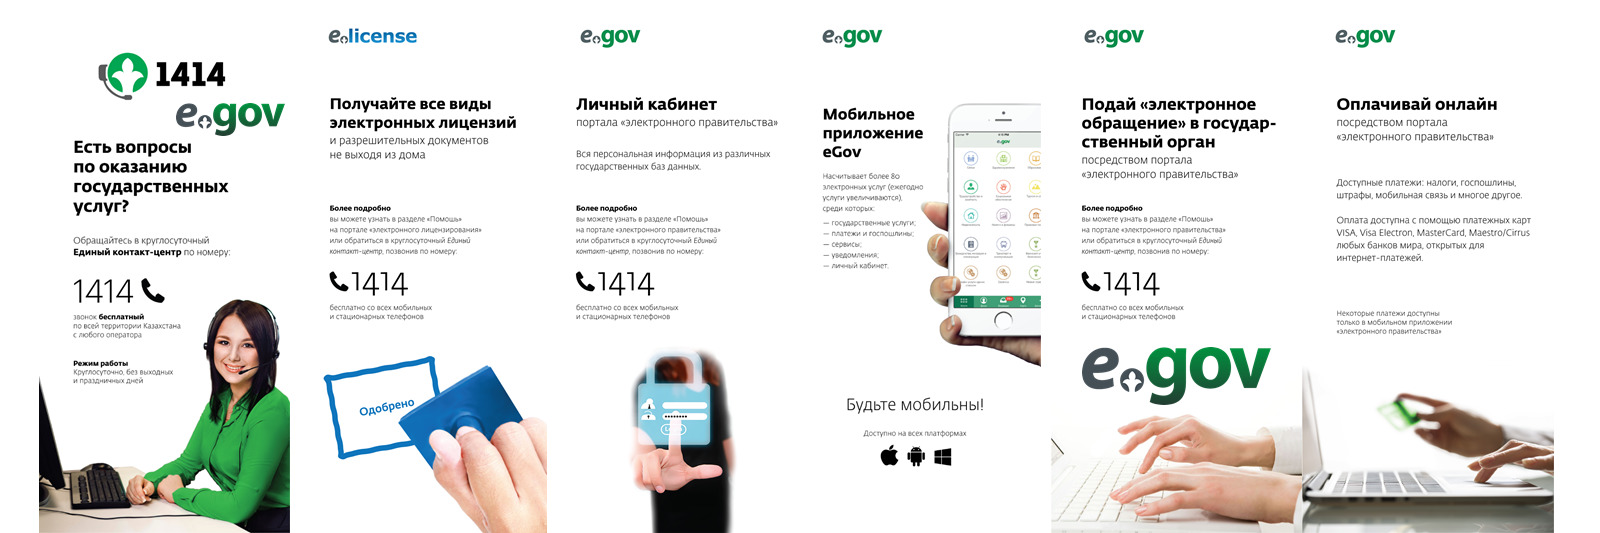 1414
e.gov
Есть вопросы
по оказанию
государственных
услуг?
Обращайтесь в круглосуточный
Единый контакт-центр по номеру:
1414
звонок бесплатный
по всей территории Казахстана
с любого оператора
Режим работы
Круглосуточно, без выходных
и праздничных дней
e.license
Получайте все виды
электронных лицензий
и разрешительных документов
не выходя из дома
Более подробно
вы можете узнать в разделе «Помощь»
на портале «электронного лицензирования»
или обратиться в круглосуточный Единый
контакт-центр, позвонив по номеру:
1414
бесплатно со всех мобильных
и стационарных телефонов
Одобрено
e.gov
Личный кабинет
портала «электронного правительства»
Вся персональная информация из различных
государственных баз данных.
Более подробно
вы можете узнать в разделе «Помощь»
на портале «электронного правительства»
или обратиться в круглосуточный Единый
контакт-центр, позвонив по номеру:
1414
бесплатно со всех мобильных
и стационарных телефонов
e.gov
Мобильное
приложение
eGov
Насчитывает более 80
электронных услуг (ежегодно
услуги увеличиваются),
среди которых:
— государственные услуги;
— платежи и госпошлины;
— сервисы;
— уведомления;
— личный кабинет.
e.gov
Будьте мобильны!
Доступно на всех платформах
e.gov
Подай «электронное
обращение» в государ-
ственный орган
посредством портала
«электронного правительства»
Более подробно
вы можете узнать в разделе «Помощь»
на портале «электронного правительства»
или обратиться в круглосуточный Единый
контакт-центр, позвонив по номеру:
1414
бесплатно со всех мобильных
и стационарных телефонов
e.gov
e.gov
Оплачивай онлайн
посредством портала
«электронного правительства»
Доступные платежи: налоги, госпошлины,
штрафы, мобильная связь и многое другое.
Оплата доступна с помощью платежных карт
VISA, Visa Electron, MasterCard, Maestro/Cirrus
любых банков мира, открытых для
интернет-платежей.
Некоторые платежи доступны
только в мобильном приложении
«электронного правительства»